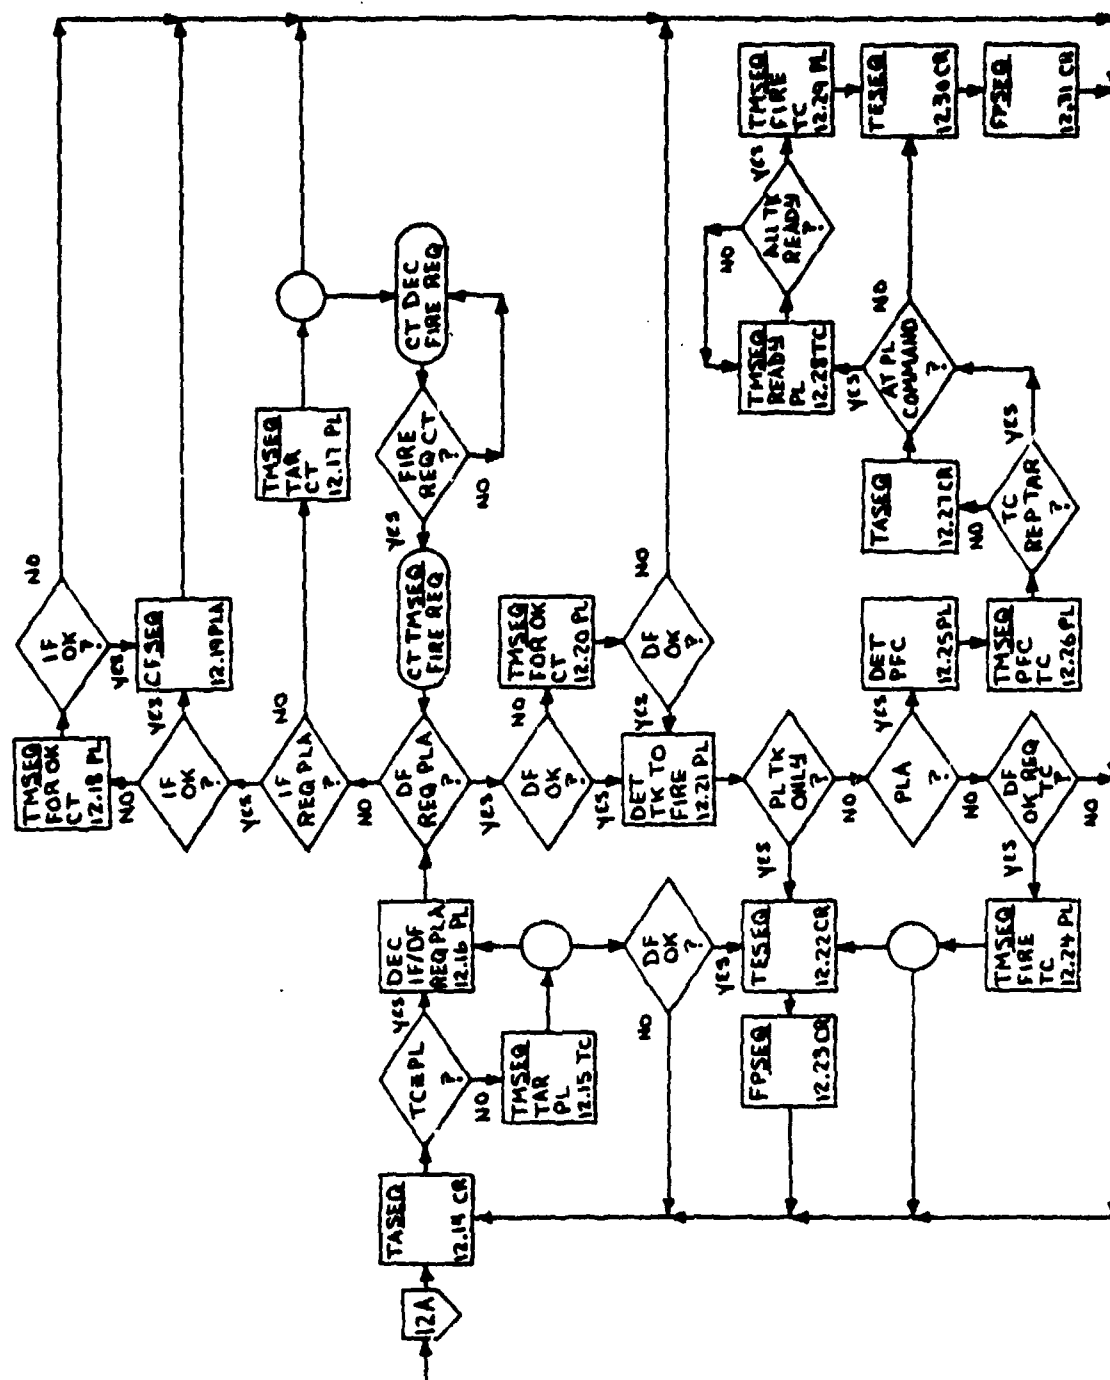 12A
TASEQ
12.14 CR
TC=PL
?
YES
NO
TMSEQ
TAR
PL
12.15 TC
DEC
IF/DF
REQ PLA
12.16 PL
DF
REQ PLA
?
NO
YES
IF
REQ PLA
?
YES
NO
TMSEQ
TAR
CT
12.17 PL
IF
OK
?
NO
YES
TMSEQ
FOR OK
CT
12.18 PL
IF
OK
?
NO
YES
CFSEQ
12.19 PLA
CT DEC
FIRE REQ
FIRE
REQ CT
?
NO
YES
CT TMSEQ
FIRE REQ
DF
OK
?
NO
YES
TMSEQ
FOR OK
CT
12.20 PL
DF
OK
?
NO
YES
DET
TK TO
FIRE
12.21 PL
DF
OK
?
NO
YES
PL TK
ONLY
?
YES
NO
TESEQ
12.22 CR
FPSEQ
12.23 CR
PLA
?
YES
NO
DF
OK REQ
TC
?
YES
NO
TMSEQ
FIRE
TC
12.24 PL
DET
PFC
12.25 PL
TMSEQ
PFC
TC
12.26 PL
TC
REP TAR
?
NO
YES
TASEQ
12.27 CR
AT PL
COMMAND
?
YES
NO
TMSEQ
READY
PL
12.28 TC
ALL TK
READY
?
NO
YES
TMSEQ
FIRE
TC
12.29 PL
TESEQ
12.30 CR
FPSEQ
12.31 CR